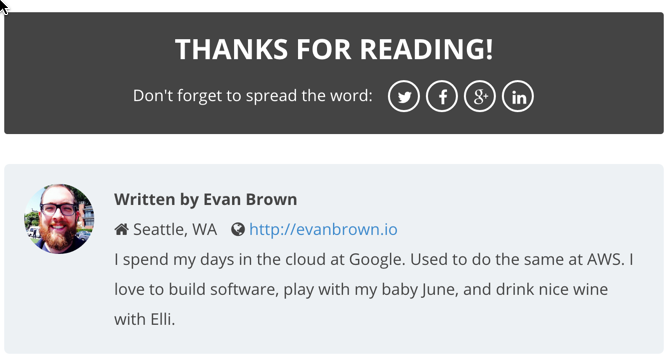 THANKS FOR READING!
Don't forget to spread the word:
Written by Evan Brown
Seattle, WA http://evanbrown.io
I spend my days in the cloud at Google. Used to do the same at AWS. I
love to build software, play with my baby June, and drink nice wine
with Elli.